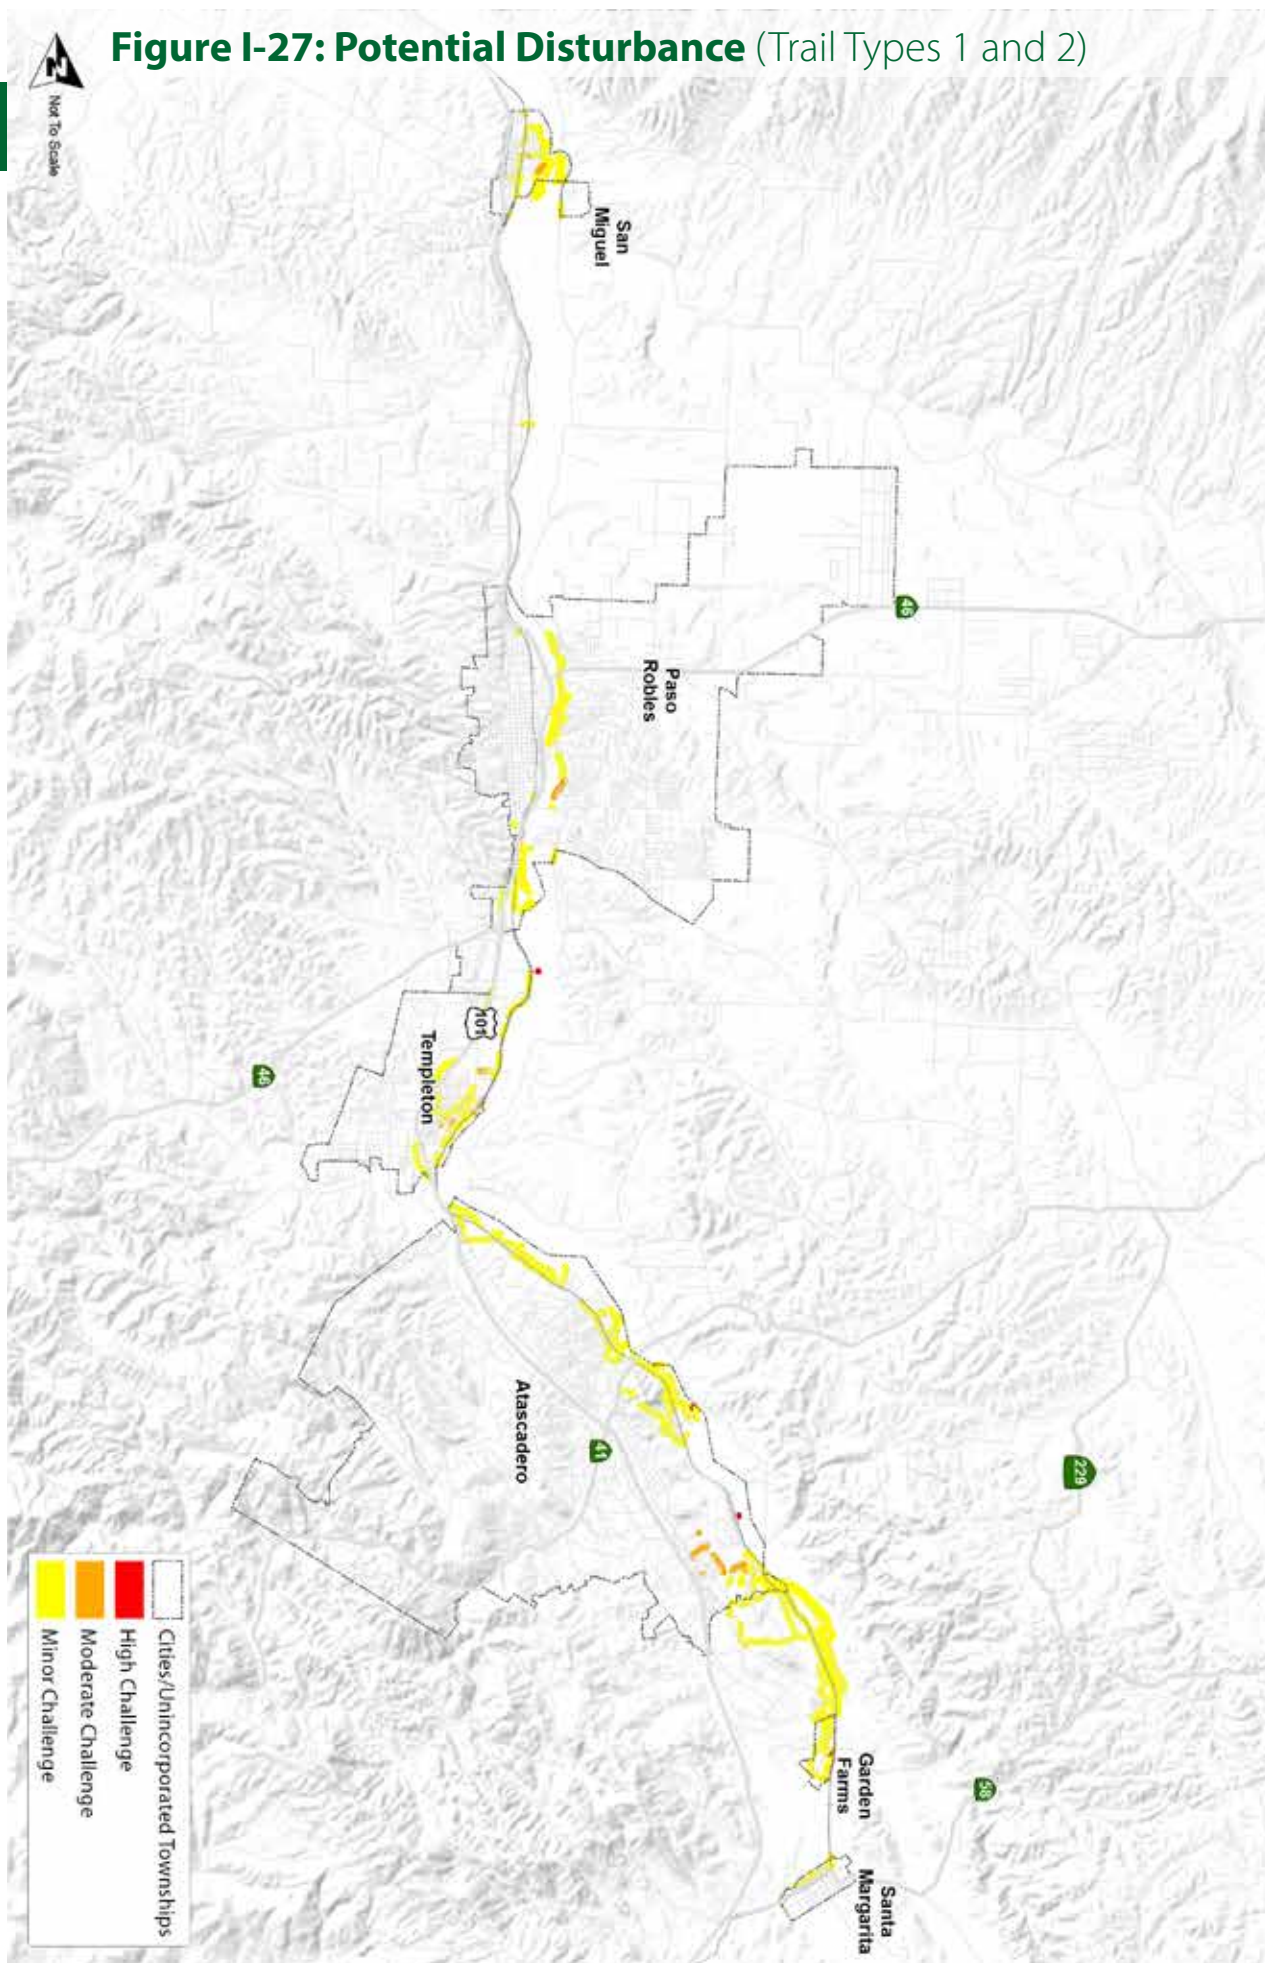 Figure I-27: Potential Disturbance (Trail Types 1 and 2)
N
Not To Scale
San
Miguel
46
Paso
Robles
101
Templeton
46
Atascadero
41
229
Garden
Farms
58
Santa
Margarita
Cities/Unincorporated Townships
High Challenge
Moderate Challenge
Minor Challenge